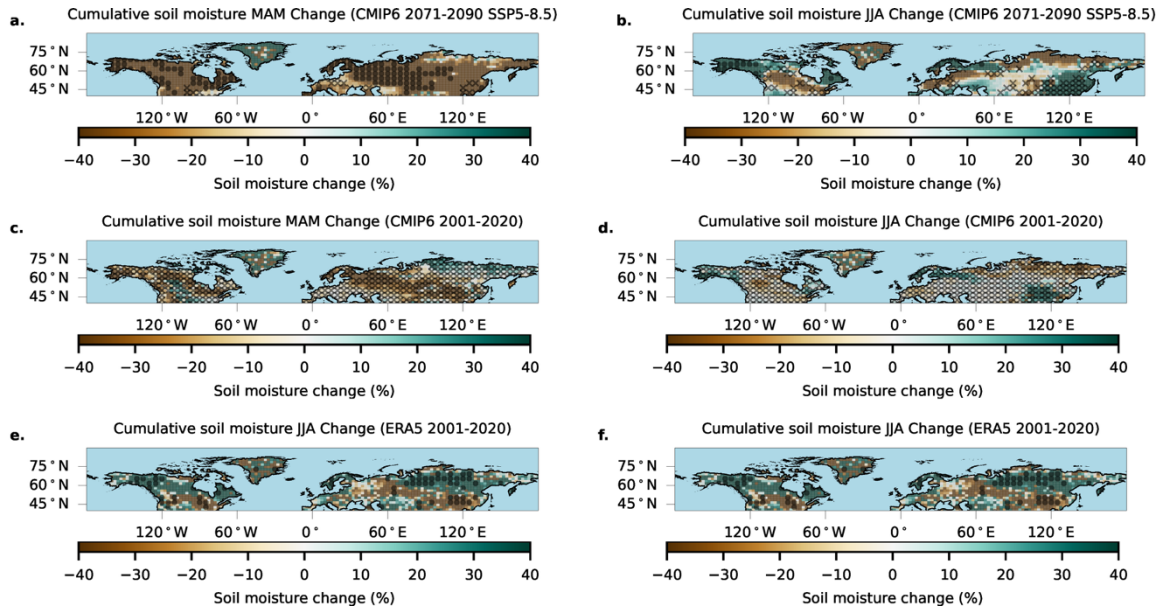 a. Cumulative soil moisture MAM Change (CMIP6 2071-2090 SSP5-8.5)
75°N
60°N
45°N
120°W 60°W 0° 60°E 120°E
−40 −30 −20 −10 0 10 20 30 40
Soil moisture change (%)
b. Cumulative soil moisture JJA Change (CMIP6 2071-2090 SSP5-8.5)
75°N
60°N
45°N
120°W 60°W 0° 60°E 120°E
−40 −30 −20 −10 0 10 20 30 40
Soil moisture change (%)
c. Cumulative soil moisture MAM Change (CMIP6 2001-2020)
75°N
60°N
45°N
120°W 60°W 0° 60°E 120°E
−40 −30 −20 −10 0 10 20 30 40
Soil moisture change (%)
d. Cumulative soil moisture JJA Change (CMIP6 2001-2020)
75°N
60°N
45°N
120°W 60°W 0° 60°E 120°E
−40 −30 −20 −10 0 10 20 30 40
Soil moisture change (%)
e. Cumulative soil moisture JJA Change (ERA5 2001-2020)
75°N
60°N
45°N
120°W 60°W 0° 60°E 120°E
−40 −30 −20 −10 0 10 20 30 40
Soil moisture change (%)
f. Cumulative soil moisture JJA Change (ERA5 2001-2020)
75°N
60°N
45°N
120°W 60°W 0° 60°E 120°E
−40 −30 −20 −10 0 10 20 30 40
Soil moisture change (%)